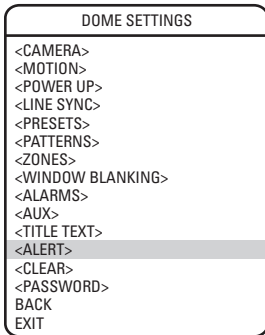 DOME SETTINGS
<CAMERA>
<MOTION>
<POWER UP>
<LINE SYNC>
<PRESETS>
<PATTERNS>
<ZONES>
<WINDOW BLANKING>
<ALARMS>
<AUX>
<TITLE TEXT>
<ALERT>
<CLEAR>
<PASSWORD>
BACK
EXIT